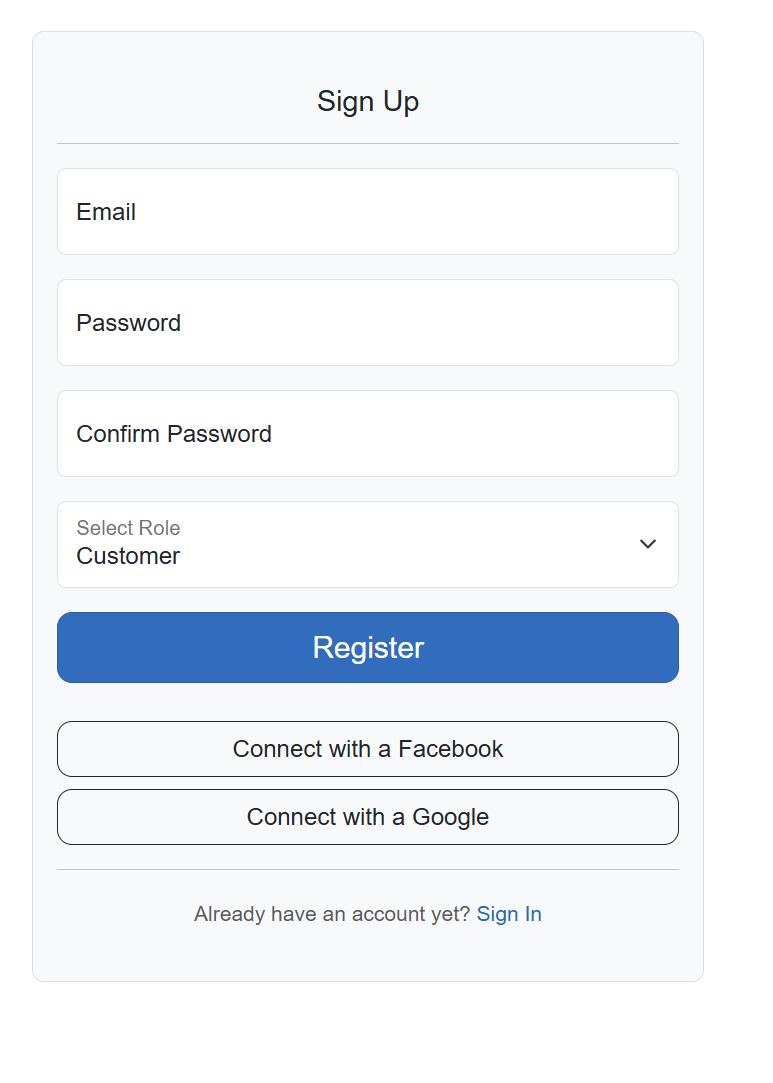 Sign Up
Email
Password
Confirm Password
Select Role
Customer
Register
Connect with a Facebook
Connect with a Google
Already have an account yet? Sign In